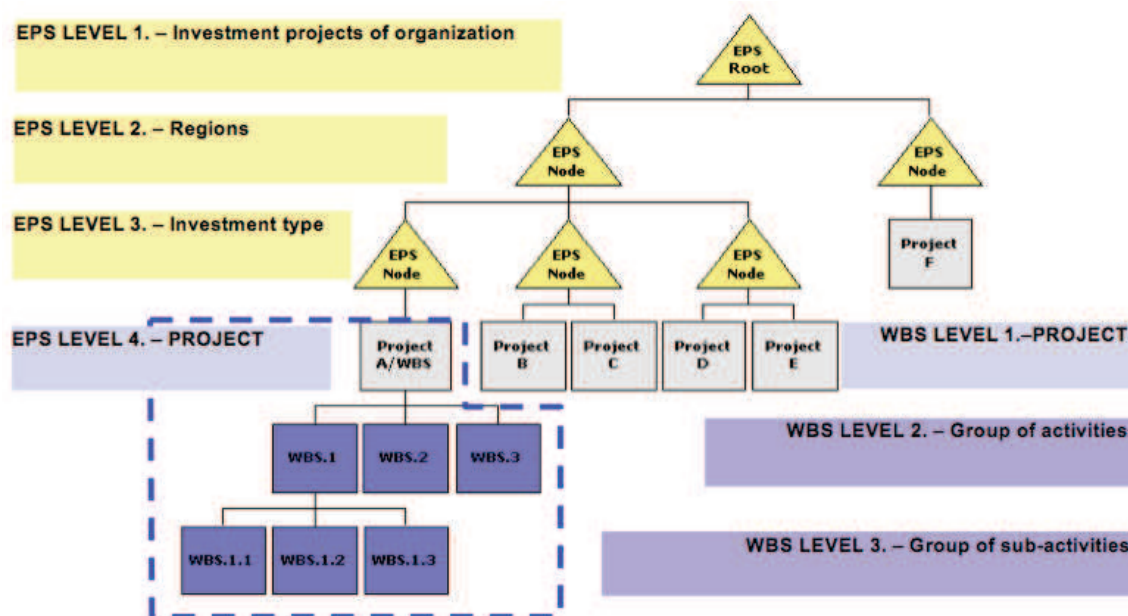 EPS LEVEL 1. – Investment projects of organization
EPS
Root
EPS LEVEL 2. – Regions
EPS
Node
EPS
Node
EPS LEVEL 3. – Investment type
EPS
Node
EPS
Node
EPS
Node
Project
F
EPS LEVEL 4. – PROJECT
Project
A/WBS
Project
B
Project
C
Project
D
Project
E
WBS LEVEL 1.–PROJECT
WBS.1
WBS.2
WBS.3
WBS LEVEL 2. – Group of activities
WBS.1.1
WBS.1.2
WBS.1.3
WBS LEVEL 3. – Group of sub-activities